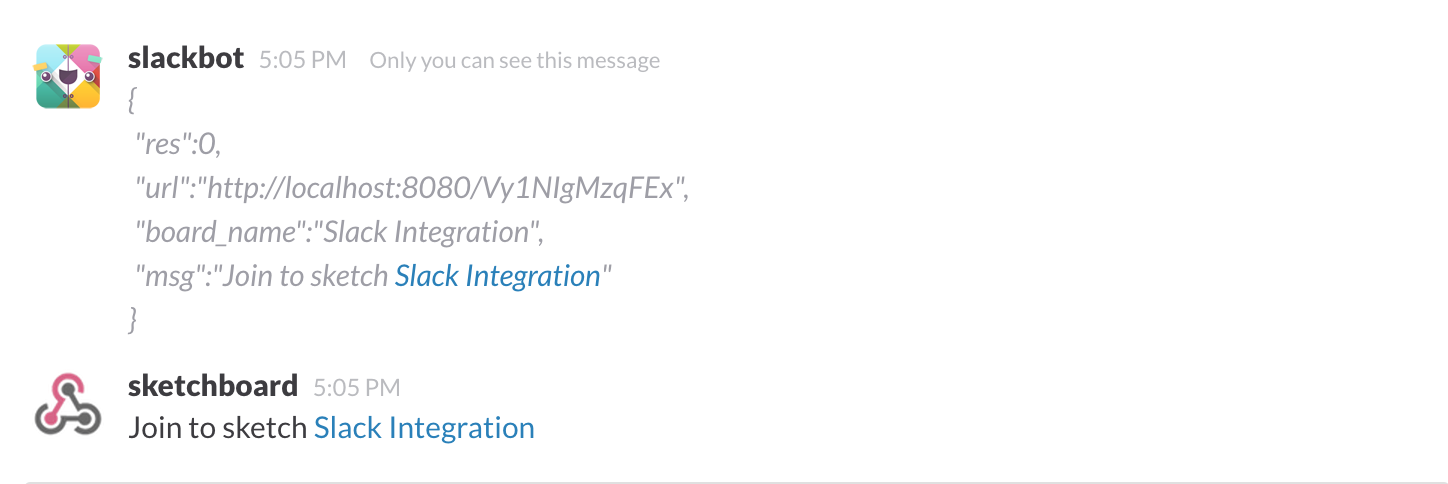 slackbot 5:05 PM Only you can see this message
{
"res":0,
"url":"http://localhost:8080/Vy1NIgMzqFEx",
"board_name":"Slack Integration",
"msg":"Join to sketch Slack Integration"
}
sketchboard 5:05 PM
Join to sketch Slack Integration